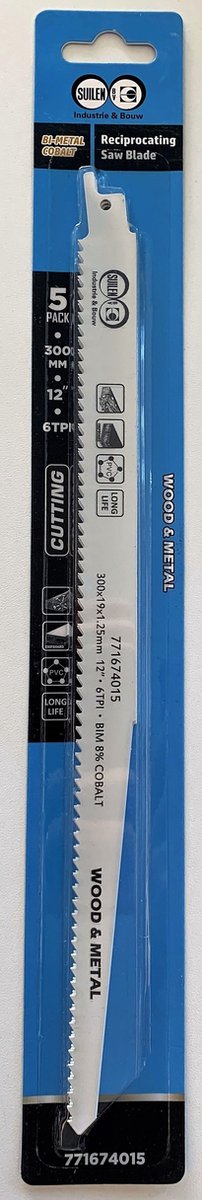 SUILEN BV
Industrie & Bouw
BI-METAL
COBALT
Reciprocating
Saw Blade
5
PACK
300
MM
12"
6TPI
CUTTING
PVC
LONG
LIFE
SUILEN BV
Industrie & Bouw
PVC
LONG
LIFE
771674015
300x19x1.25mm 12" • 6TPI • BIM 8% COBALT
WOOD & METAL
WOOD & METAL
771674015